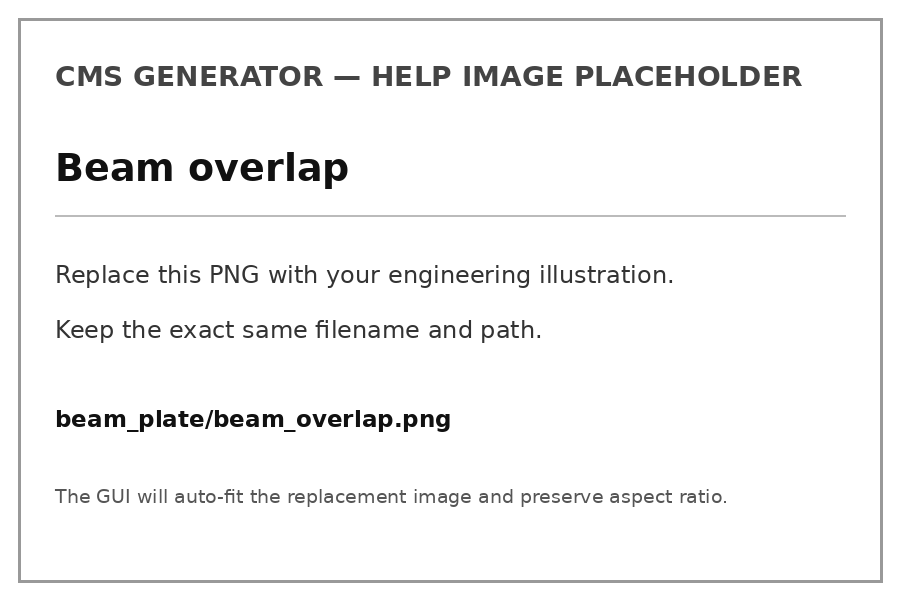 CMS GENERATOR — HELP IMAGE PLACEHOLDER
Beam overlap
Replace this PNG with your engineering illustration.
Keep the exact same filename and path.
beam_plate/beam_overlap.png
The GUI will auto-fit the replacement image and preserve aspect ratio.